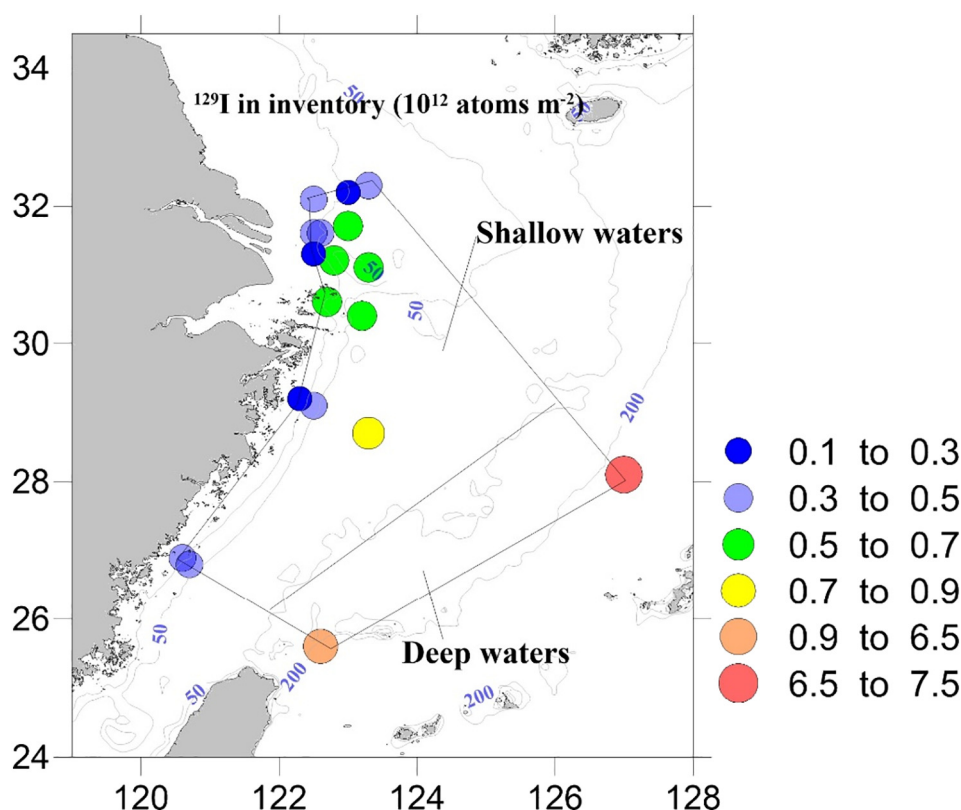 34
50
¹²⁹I in inventory (10¹² atoms m⁻²)
32
Shallow waters
50
50
30
200
0.1 to 0.3
28
0.3 to 0.5
0.5 to 0.7
0.7 to 0.9
26
50
Deep waters
0.9 to 6.5
50
200
200
6.5 to 7.5
24
120 122 124 126 128